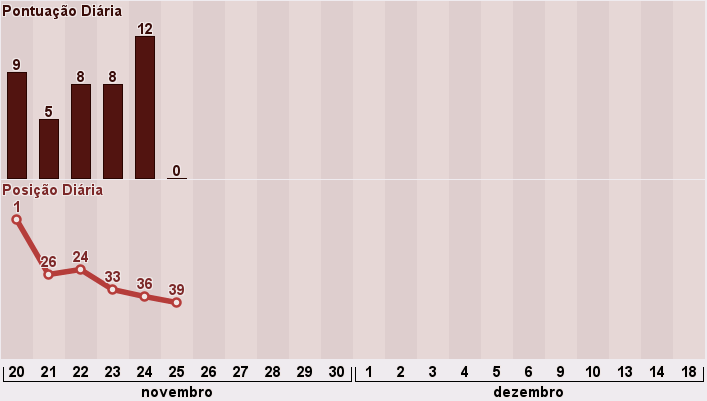 Pontuação Diária
9 5 8 8 12 0
Posição Diária
1 26 24 33 36 39
20 21 22 23 24 25 26 27 28 29 30 1 2 3 4 5 6 9 10 13 14 18
novembro dezembro